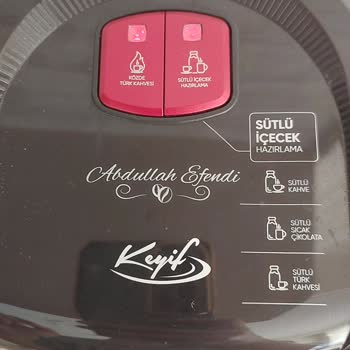 KÖZDE
TÜRK KAHVESİ
SÜTLÜ İÇECEK
HAZIRLAMA
SÜTLÜ
İÇECEK
HAZIRLAMA
Abdullah Efendi
SÜTLÜ
KAHVE
SÜTLÜ
SICAK
ÇİKOLATA
Keyif
SÜTLÜ
TÜRK
KAHVESİ